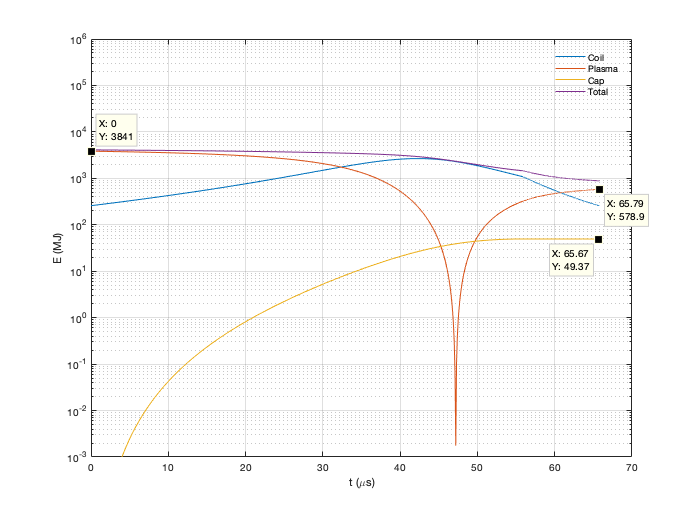 10^6
10^5
10^4
10^3
10^2
10^1
10^0
10^-1
10^-2
10^-3
E (MJ)
0
10
20
30
40
50
60
70
t (μs)
Coil
Plasma
Cap
Total
X: 0
Y: 3841
X: 65.79
Y: 578.9
X: 65.67
Y: 49.37